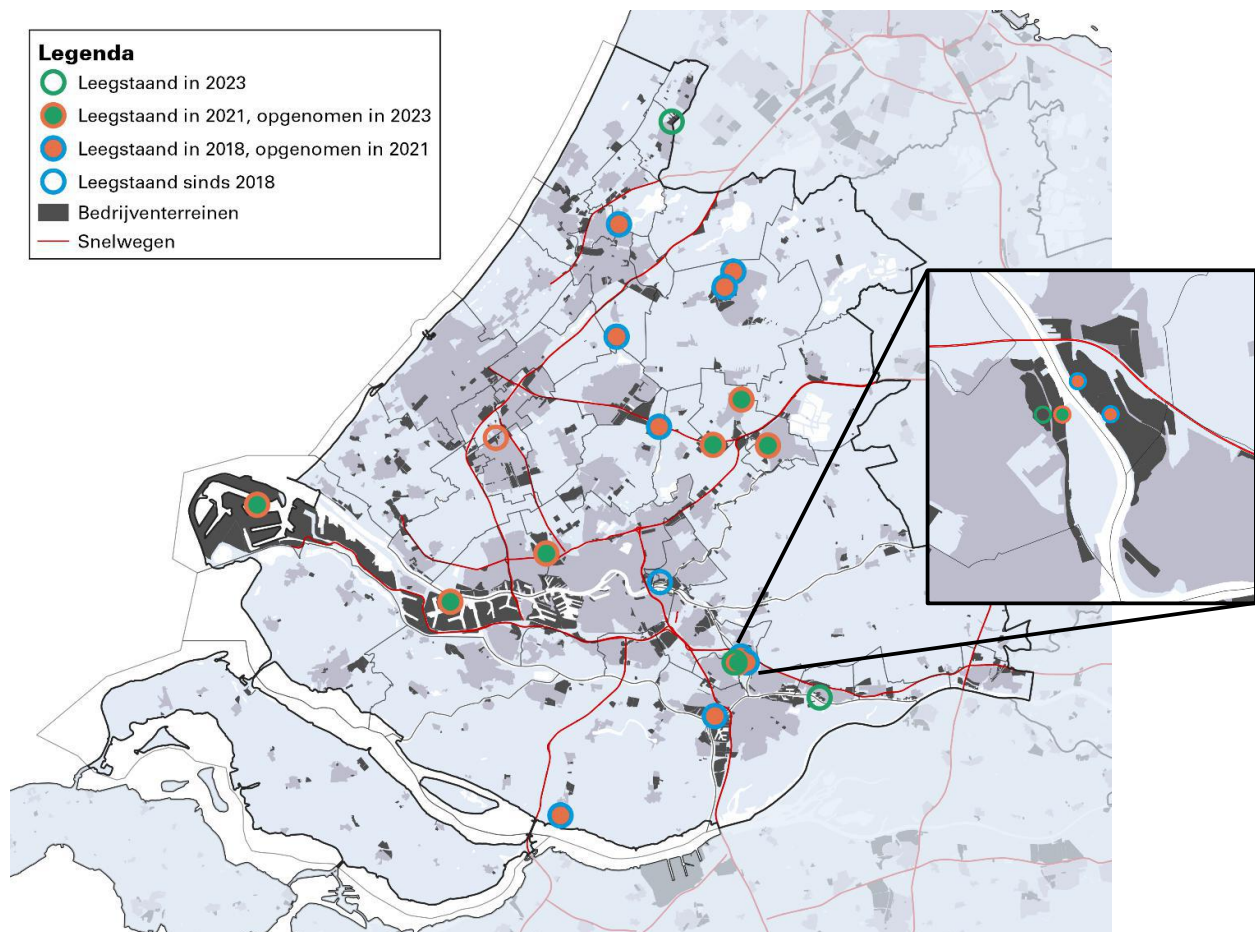 Legenda
Leegstaand in 2023
Leegstaand in 2021, opgenomen in 2023
Leegstaand in 2018, opgenomen in 2021
Leegstaand sinds 2018
Bedrijventerreinen
Snelwegen